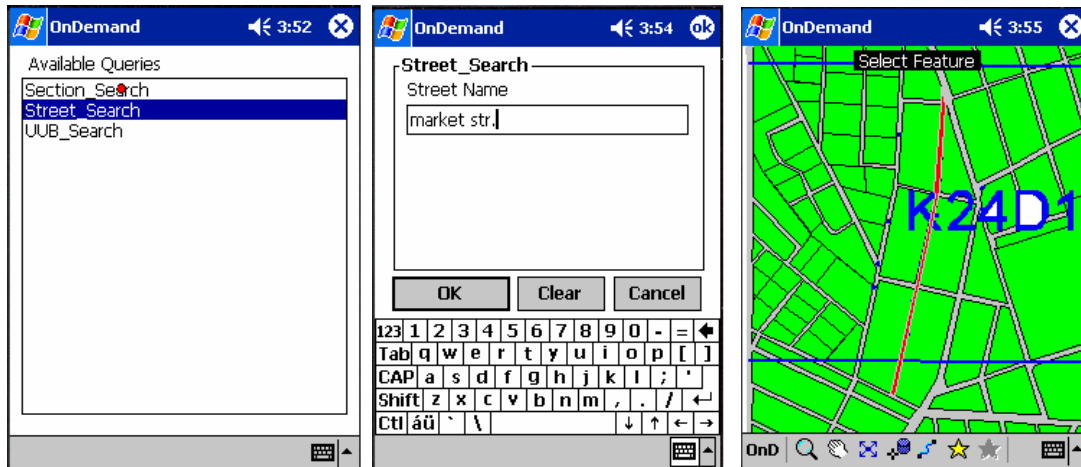 OnDemand 3:52
Available Queries
Section_Search
Street_Search
UUB_Search
OnDemand 3:54 ok
Street_Search
Street Name
market str.
OK Clear Cancel
123 1 2 3 4 5 6 7 8 9 0 - =
Tab q w e r t y u i o p [ ]
CAP a s d f g h j k l ; '
Shift z x c v b n m , . /
Ctl áü ` \
OnDemand 3:55
Select Feature
K24D1
OnD